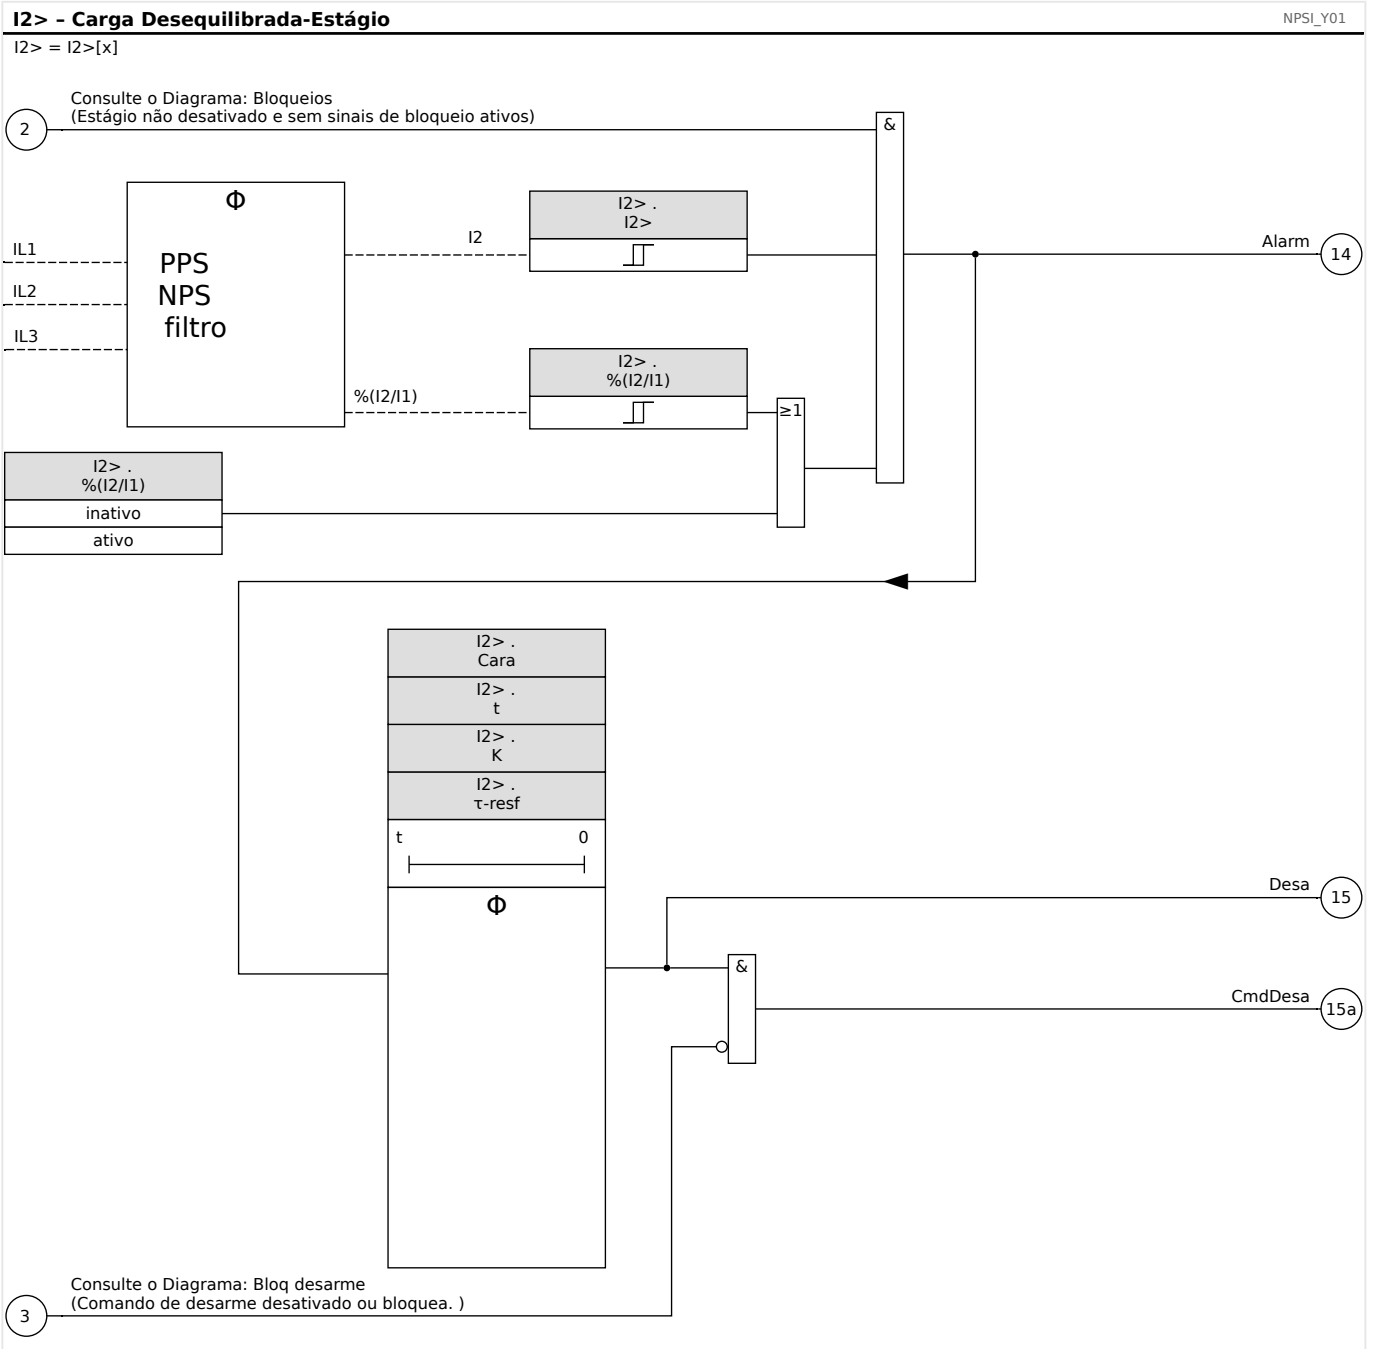 I2> – Carga Desequilibrada-Estágio
NPSI_Y01
I2> = I2>[x]
Consulte o Diagrama: Bloqueios
(Estágio não desativado e sem sinais de bloqueio ativos)
2
&
Φ
PPS
NPS
filtro
IL1
IL2
IL3
I2
I2> .
I2>
Alarm
14
%(I2/I1)
I2> .
%(I2/I1)
≥1
I2> .
%(I2/I1)
inativo
ativo
I2> .
Cara
I2> .
t
I2> .
K
I2> .
τ-resf
t 0
Φ
Desa
15
&
CmdDesa
15a
Consulte o Diagrama: Bloq desarme
(Comando de desarme desativado ou bloquea. )
3